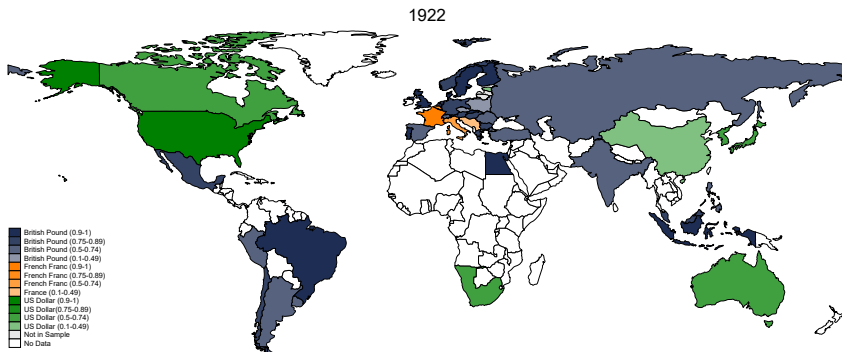 1922
British Pound (0.9-1)
British Pound (0.75-0.89)
British Pound (0.5-0.74)
British Pound (0.1-0.49)
French Franc (0.9-1)
French Franc (0.75-0.89)
French Franc (0.5-0.74)
France (0.1-0.49)
US Dollar (0.9-1)
US Dollar(0.75-0.89)
US Dollar (0.5-0.74)
US Dollar (0.1-0.49)
Not in Sample
No Data